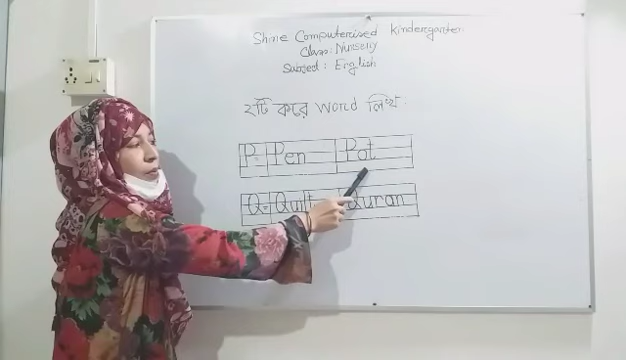 Shine Computerised Kindergarten
Class: Nursery
Subject: English
২টি করে Word লিখ.
P= Pen Pot
Q= Quilt Quran